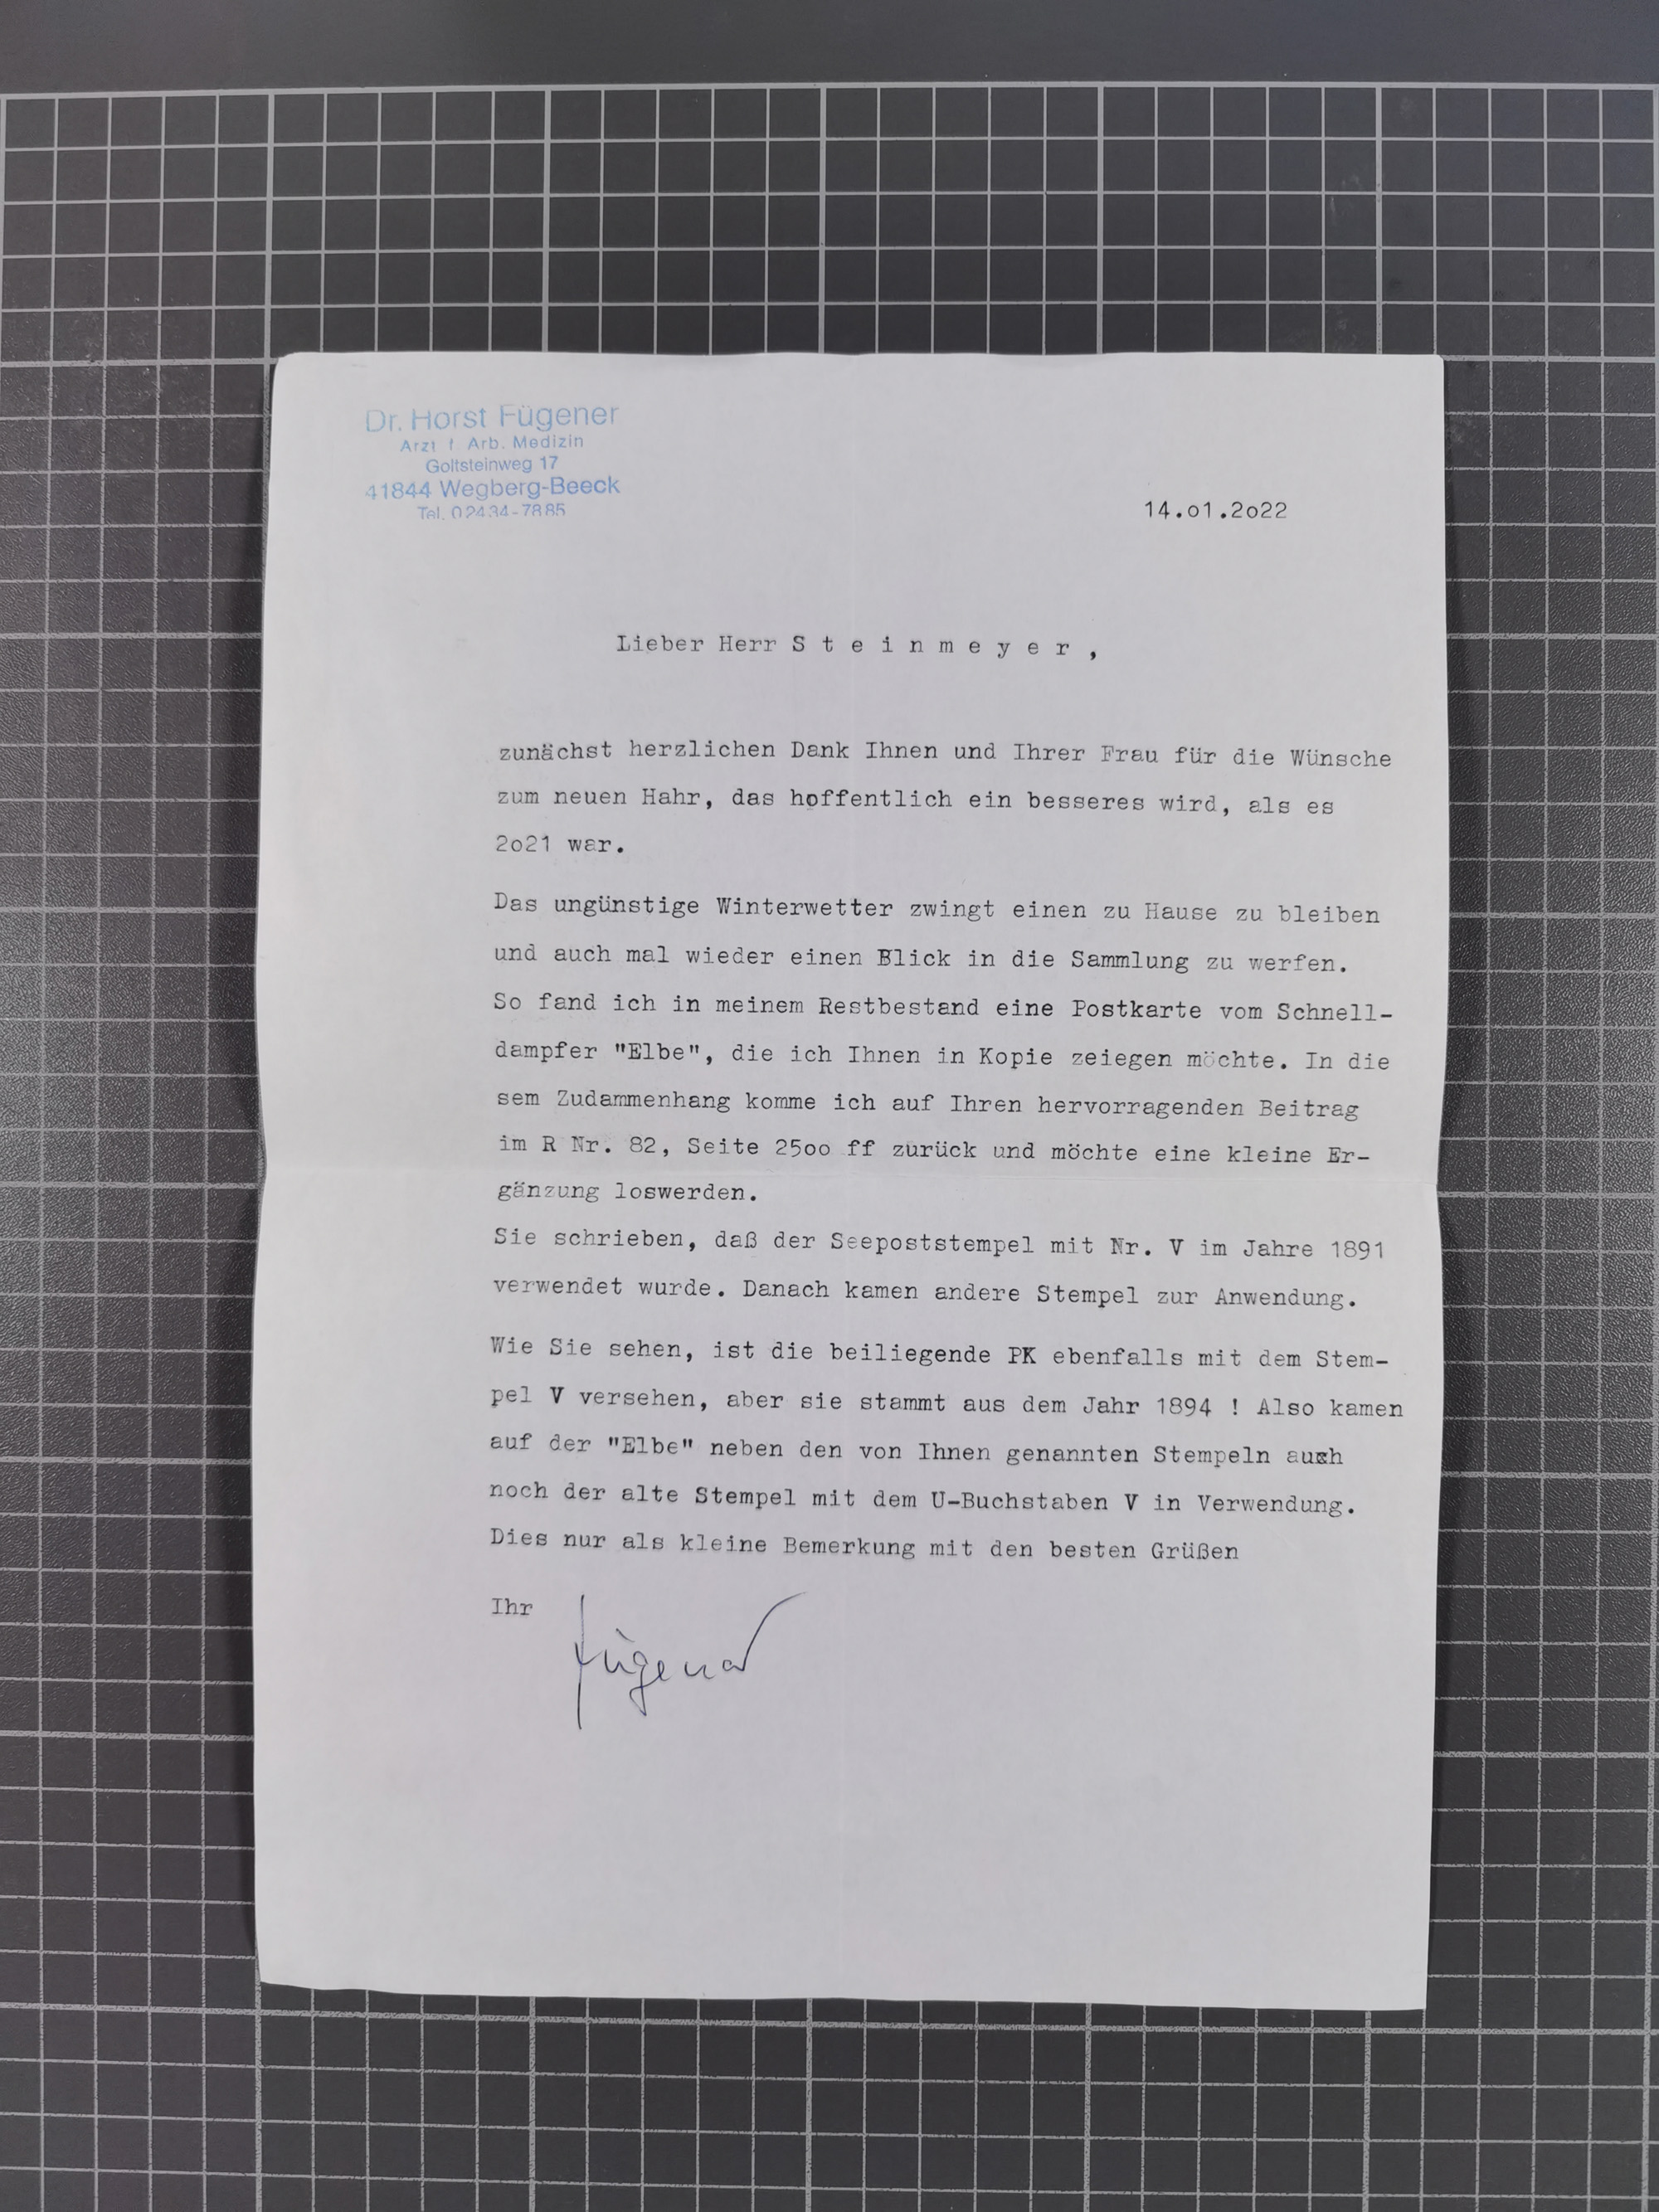 Dr. Horst Fügener
Arzt f. Arb. Medizin
Goltsteinweg 17
41844 Wegberg-Beeck
Tel. 02434-7885
14.o1.2o22
Lieber Herr S t e i n m e y e r ,
zunächst herzlichen Dank Ihnen und Ihrer Frau für die Wünsche
zum neuen Hahr, das hoffentlich ein besseres wird, als es
2o21 war.
Das ungünstige Winterwetter zwingt einen zu Hause zu bleiben
und auch mal wieder einen Blick in die Sammlung zu werfen.
So fand ich in meinem Restbestand eine Postkarte vom Schnell-
dampfer "Elbe", die ich Ihnen in Kopie zeiegen möchte. In die
sem Zudammenhang komme ich auf Ihren hervorragenden Beitrag
im R Nr. 82, Seite 25oo ff zurück und möchte eine kleine Er-
gänzung loswerden.
Sie schrieben, daß der Seepoststempel mit Nr. V im Jahre 1891
verwendet wurde. Danach kamen andere Stempel zur Anwendung.
Wie Sie sehen, ist die beiliegende PK ebenfalls mit dem Stem-
pel V versehen, aber sie stammt aus dem Jahr 1894 ! Also kamen
auf der "Elbe" neben den von Ihnen genannten Stempeln auch
noch der alte Stempel mit dem U-Buchstaben V in Verwendung.
Dies nur als kleine Bemerkung mit den besten Grüßen
Ihr Fügener